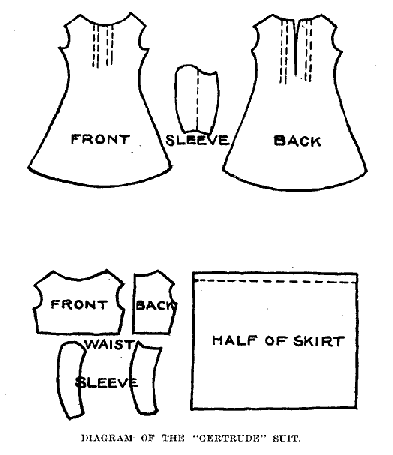 FRONT
SLEEVE
BACK
FRONT
BACK
WAIST
SLEEVE
HALF OF SKIRT
DIAGRAM OF THE "GERTRUDE" SUIT.